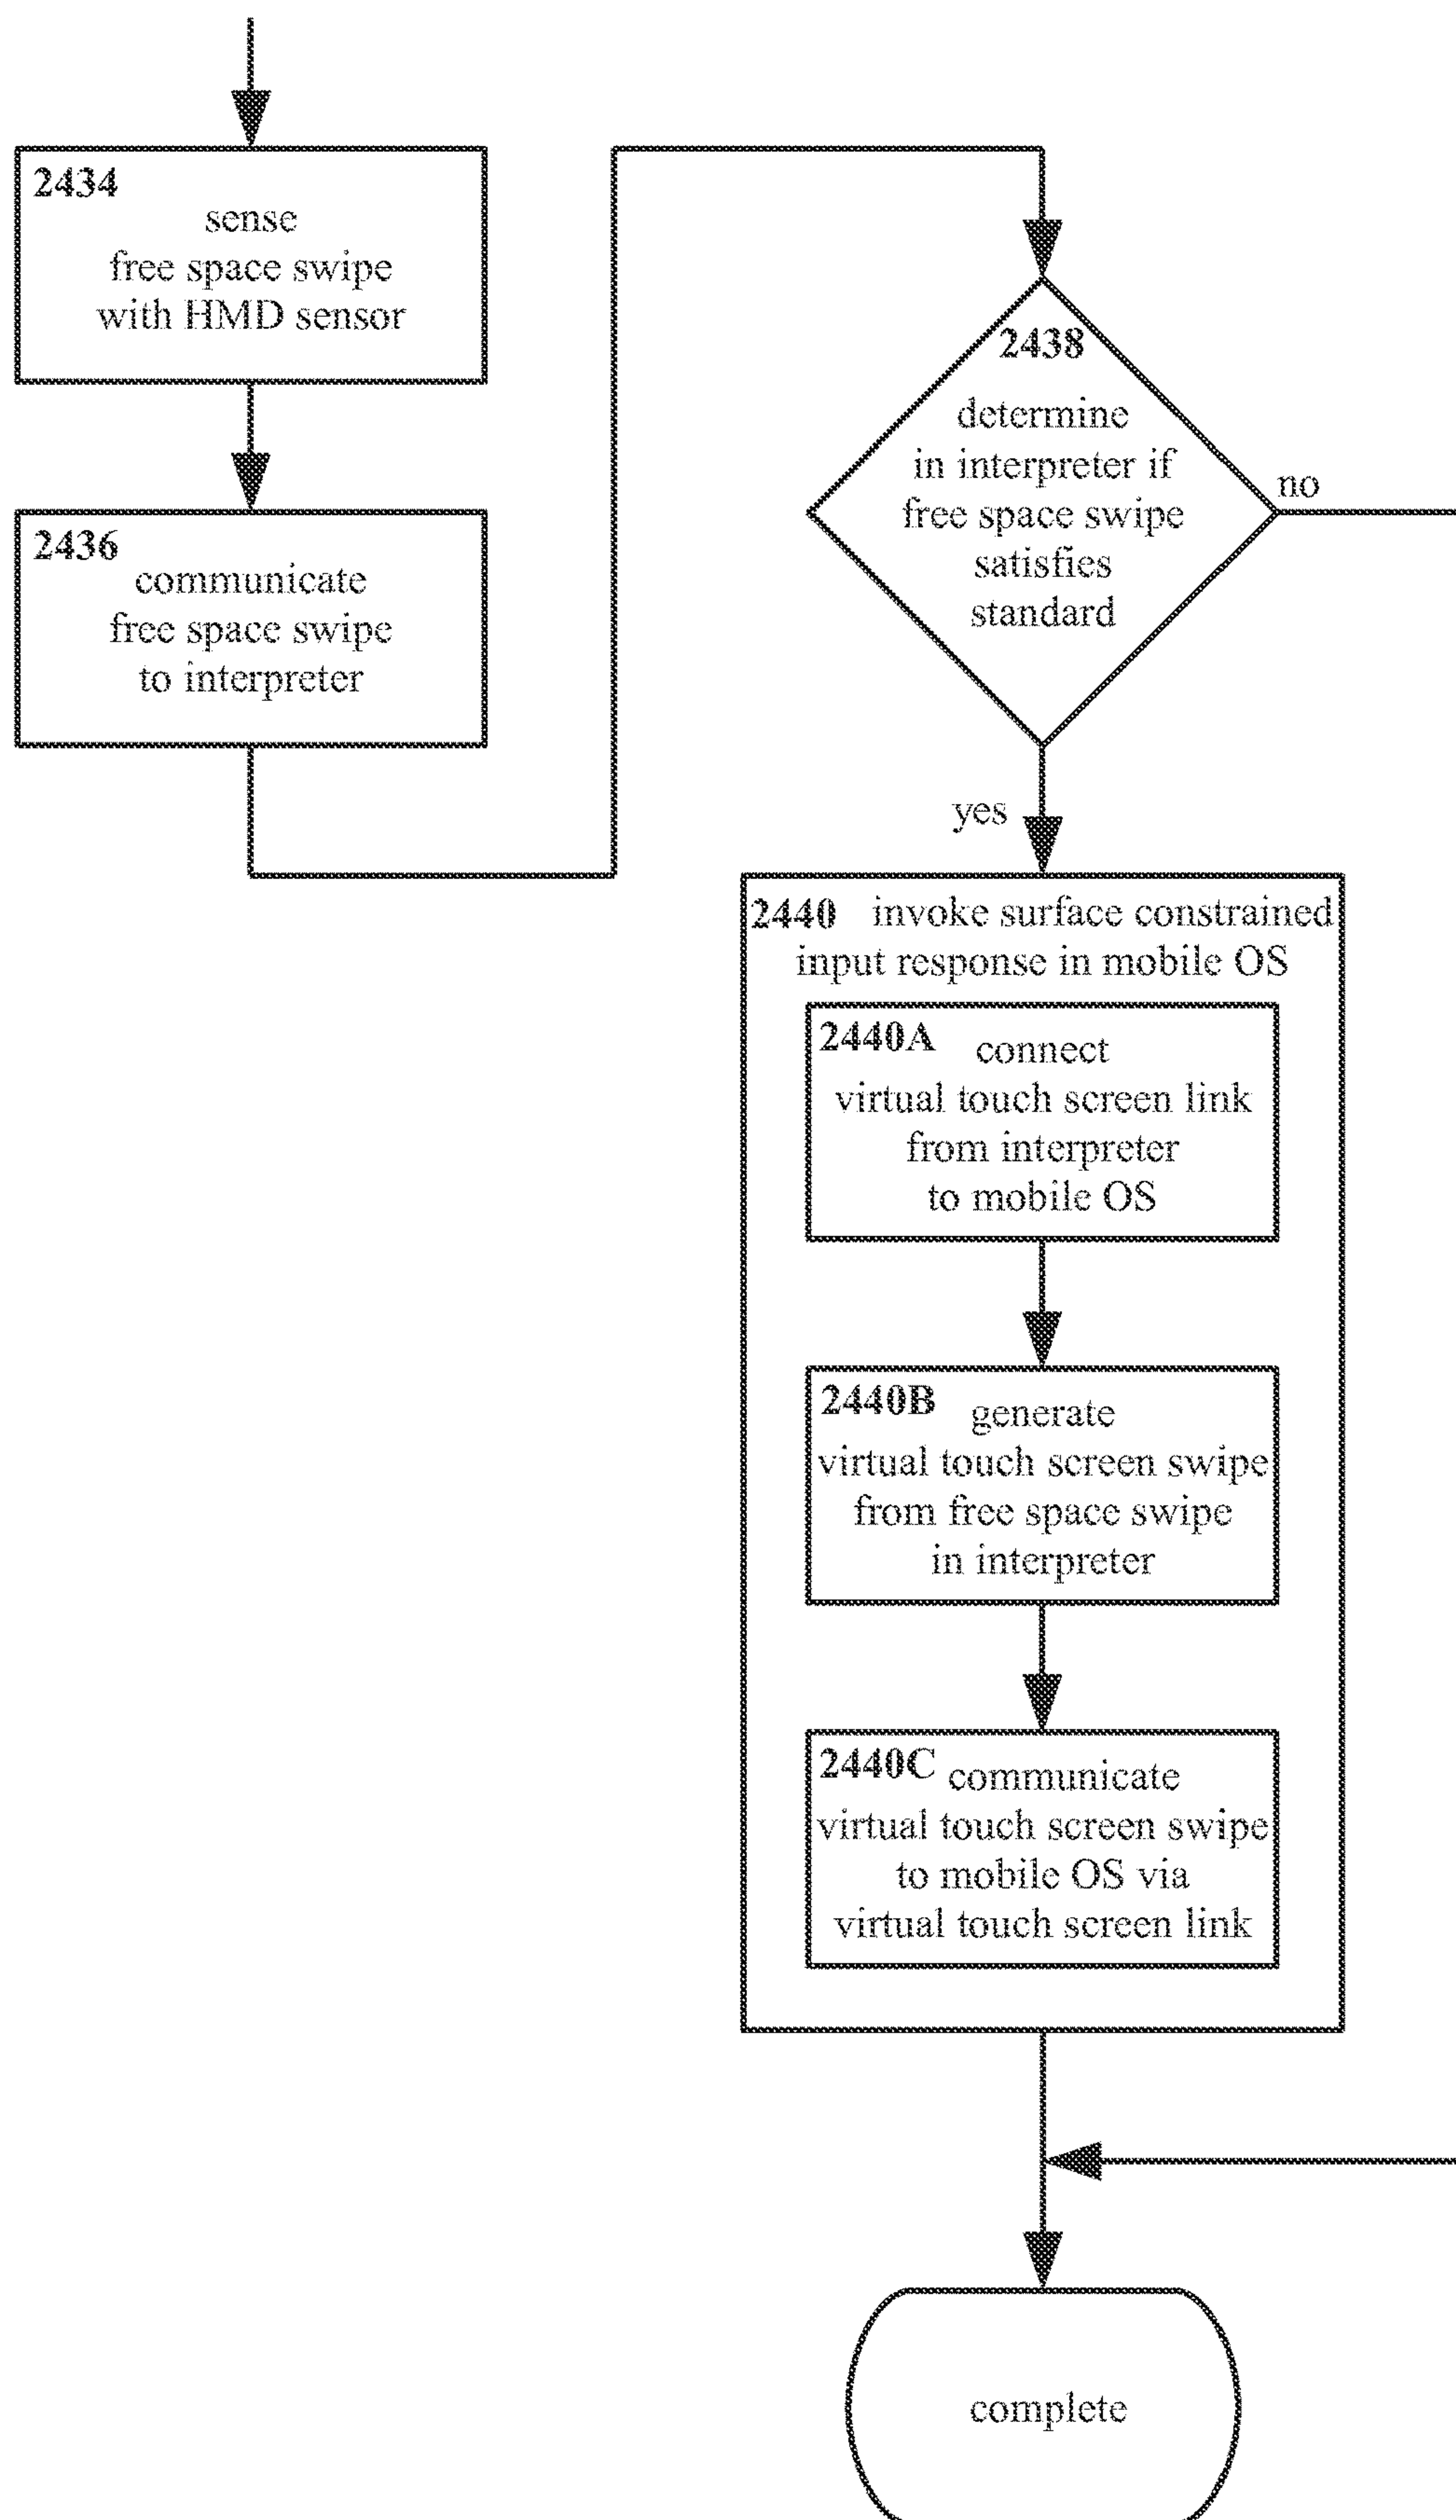 2434
sense
free space swipe
with HMD sensor
2436
communicate
free space swipe
to interpreter
2438
determine
in interpreter if
free space swipe
satisfies
standard
no
yes
2440 invoke surface constrained
input response in mobile OS
2440A connect
virtual touch screen link
from interpreter
to mobile OS
2440B generate
virtual touch screen swipe
from free space swipe
in interpreter
2440C communicate
virtual touch screen swipe
to mobile OS via
virtual touch screen link
complete